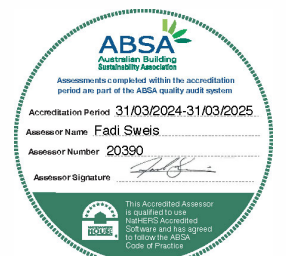 ABSA
Australian Building
Sustainability Association
Assessments completed within the accreditation
period are part of the ABSA quality audit system
Accreditation Period 31/03/2024-31/03/2025
Assessor Name Fadi Sweis
Assessor Number 20390
Assessor Signature
HOUSE
This Accredited Assessor
is qualified to use
NatHERS Accredited
Software and has agreed
to follow the ABSA
Code of Practice